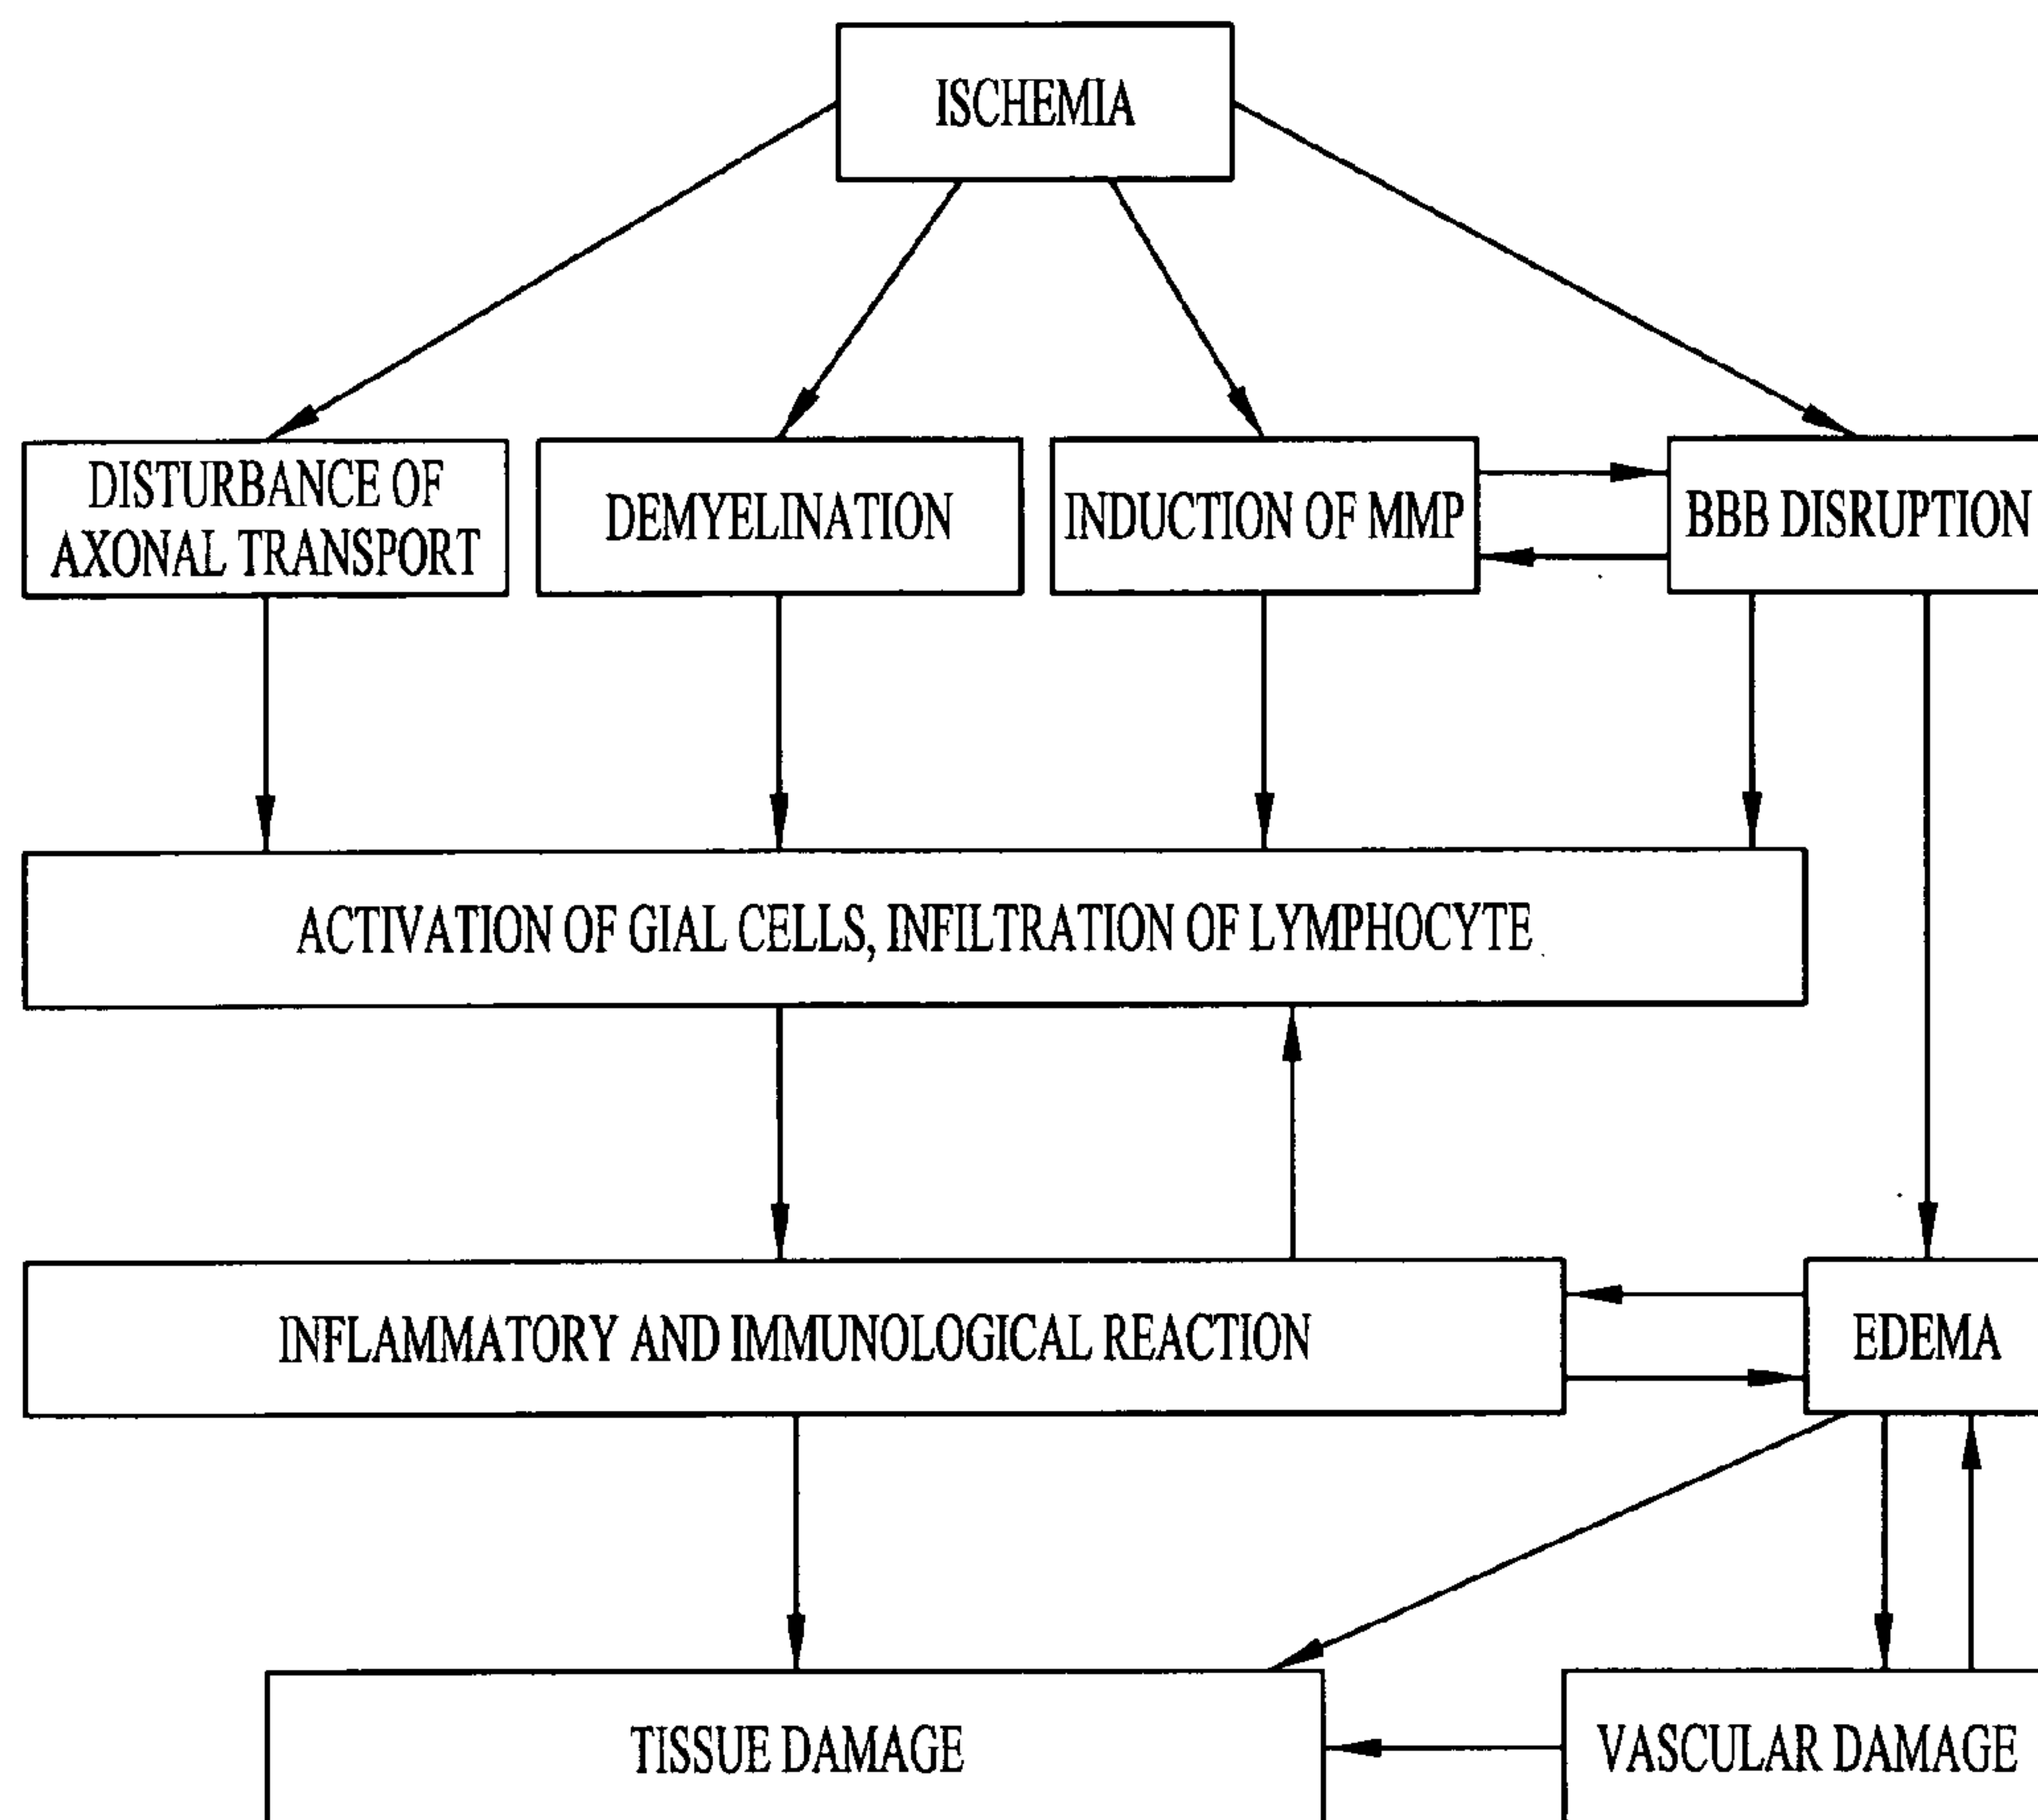 ISCHEMIA
DISTURBANCE OF
AXONAL TRANSPORT
DEMYELINATION
INDUCTION OF MMP
BBB DISRUPTION
ACTIVATION OF GIAL CELLS, INFILTRATION OF LYMPHOCYTE
INFLAMMATORY AND IMMUNOLOGICAL REACTION
EDEMA
TISSUE DAMAGE
VASCULAR DAMAGE